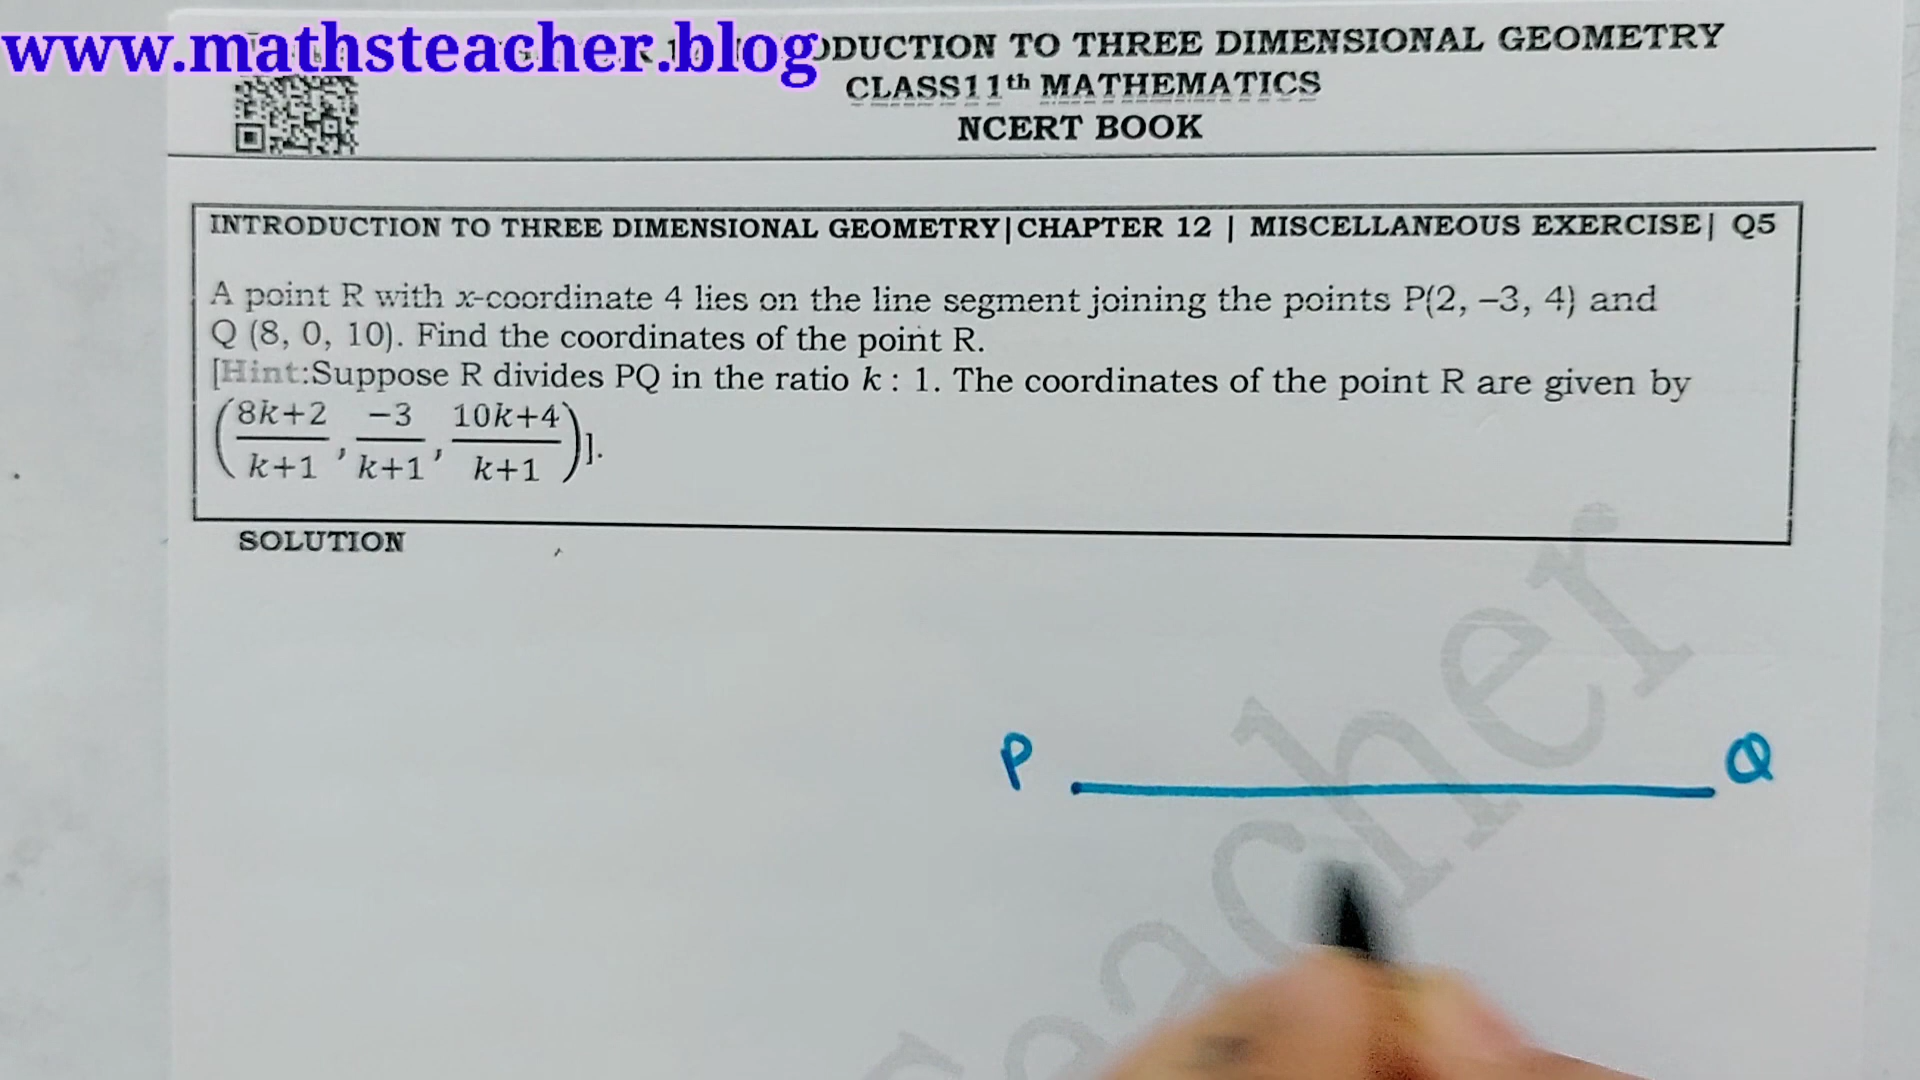 www.mathsteacher.blog
DUCTION TO THREE DIMENSIONAL GEOMETRY
CLASS11th MATHEMATICS
NCERT BOOK
INTRODUCTION TO THREE DIMENSIONAL GEOMETRY|CHAPTER 12 | MISCELLANEOUS EXERCISE| Q5
A point R with x-coordinate 4 lies on the line segment joining the points P(2, –3, 4) and
Q (8, 0, 10). Find the coordinates of the point R.
[Hint:Suppose R divides PQ in the ratio k : 1. The coordinates of the point R are given by
(8k+2/k+1, −3/k+1, 10k+4/k+1)].
SOLUTION
P Q
eacher